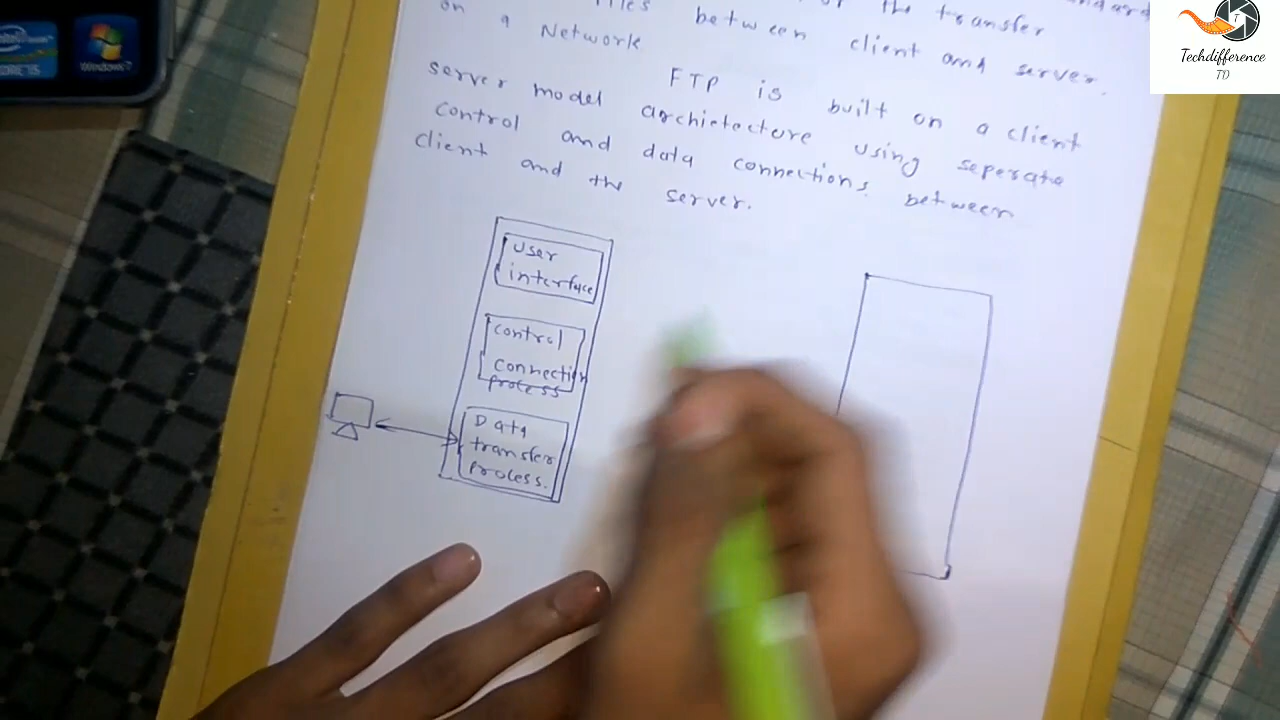 the transfer
between client and server.
on a Network
FTP is built on a client
server model archietecture using seperate
control and data connections between
client and the server.
User
interface
control
connection
process
Data
transfer
process.
Windows 7
Techdifference
TD